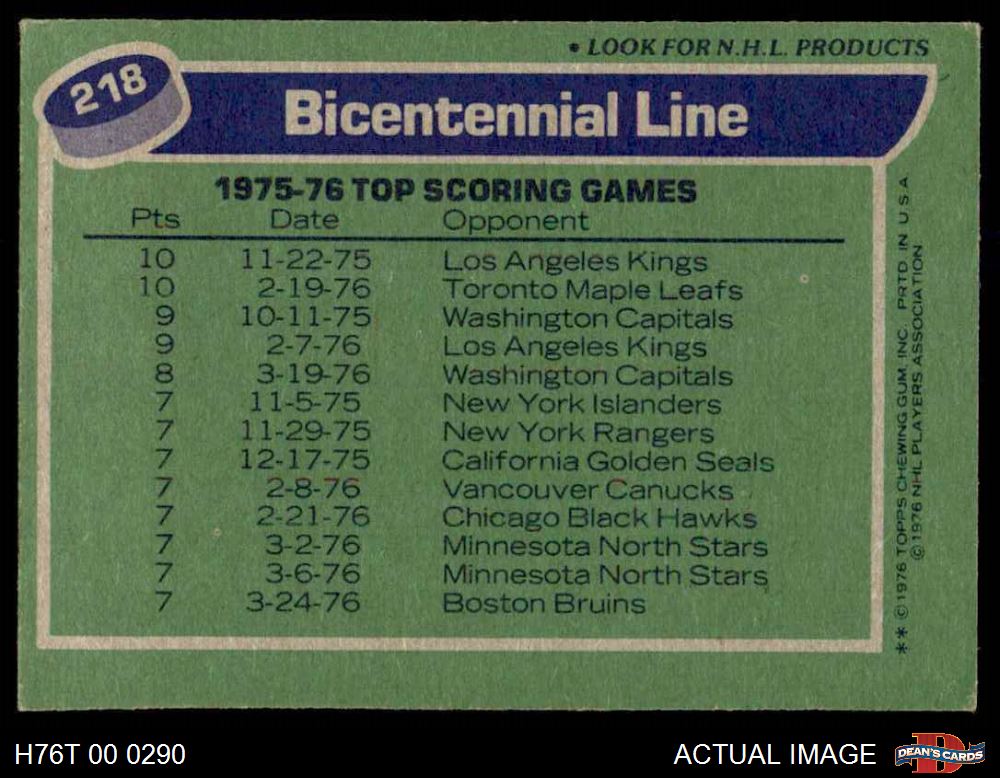 • LOOK FOR N.H.L. PRODUCTS
218
Bicentennial Line
1975-76 TOP SCORING GAMES
Pts Date Opponent
10 11-22-75 Los Angeles Kings
10 2-19-76 Toronto Maple Leafs
9 10-11-75 Washington Capitals
9 2-7-76 Los Angeles Kings
8 3-19-76 Washington Capitals
7 11-5-75 New York Islanders
7 11-29-75 New York Rangers
7 12-17-75 California Golden Seals
7 2-8-76 Vancouver Canucks
7 2-21-76 Chicago Black Hawks
7 3-2-76 Minnesota North Stars
7 3-6-76 Minnesota North Stars
7 3-24-76 Boston Bruins
** © 1976 TOPPS CHEWING GUM, INC. PRTD IN U S A
© 1976 NHL PLAYERS ASSOCIATION
H76T 00 0290
ACTUAL IMAGE
DEAN'S CARDS